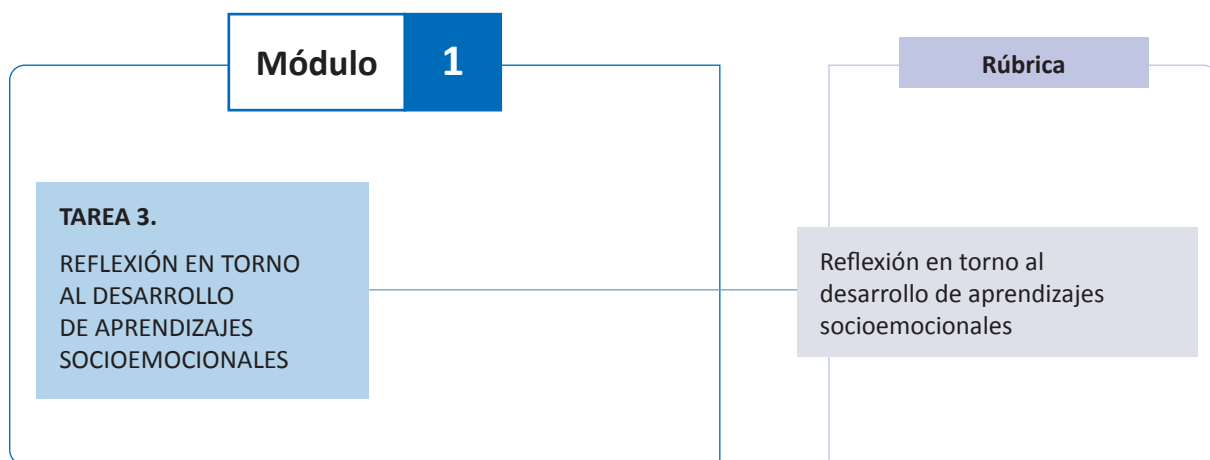 Módulo 1
Rúbrica
TAREA 3.
REFLEXIÓN EN TORNO
AL DESARROLLO
DE APRENDIZAJES
SOCIOEMOCIONALES
Reflexión en torno al
desarrollo de aprendizajes
socioemocionales